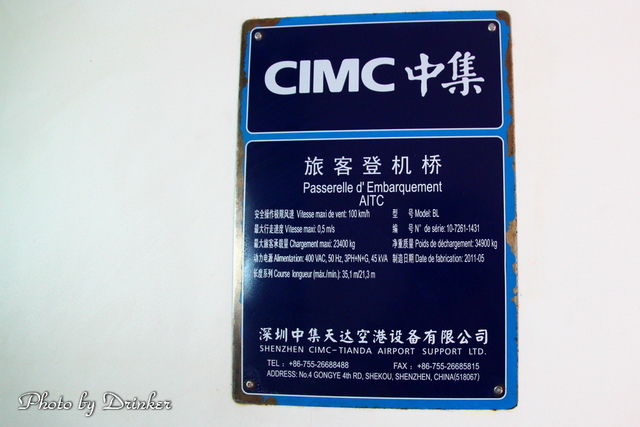 CIMC 中集
旅客登机桥
Passerelle d' Embarquement
AITC
安全操作极限风速 Vitesse maxi de vent: 100 km/h 型 号 Model: BL
最大行走速度 Vitesse maxi: 0,5 m/s 编 号 N° de série: 10-7261-1431
最大旅客承载量 Chargement maxi: 23400 kg 净重质量 Poids de déchargement: 34900 kg
动力电源 Alimentation: 400 VAC, 50 Hz, 3PH+N+G, 45 kVA 制造日期 Date de fabrication: 2011-05
长度系列 Course longueur (máx./mín.): 35,1 m/21,3 m
深圳中集天达空港设备有限公司
SHENZHEN CIMC-TIANDA AIRPORT SUPPORT LTD.
TEL : +86-755-26688488 FAX : +86-755-26685815
ADDRESS: No.4 GONGYE 4th RD, SHEKOU, SHENZHEN, CHINA(518067)
Photo by Drinker